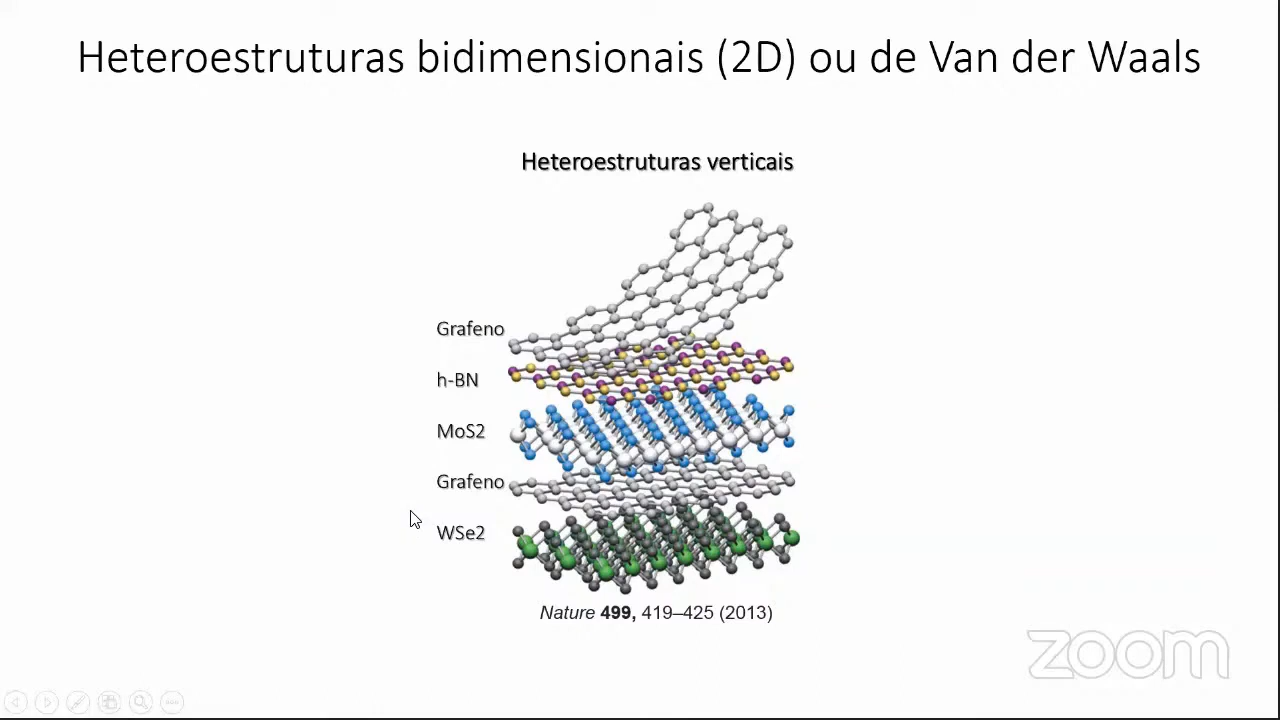 Heteroestruturas bidimensionais (2D) ou de Van der Waals
Heteroestruturas verticais
Grafeno
h-BN
MoS2
Grafeno
WSe2
Nature 499, 419–425 (2013)
zoom